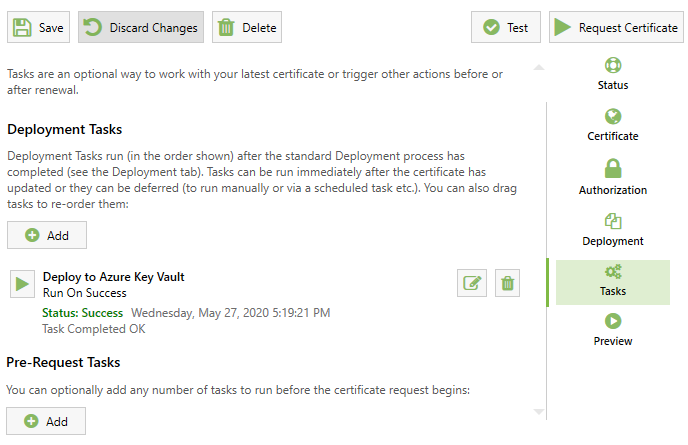 Save
Discard Changes
Delete
Test
Request Certificate
Tasks are an optional way to work with your latest certificate or trigger other actions before or
after renewal.
Deployment Tasks
Deployment Tasks run (in the order shown) after the standard Deployment process has
completed (see the Deployment tab). Tasks can be run immediately after the certificate has
updated or they can be deferred (to run manually or via a scheduled task etc.). You can also drag
tasks to re-order them:
Add
Deploy to Azure Key Vault
Run On Success
Status: Success Wednesday, May 27, 2020 5:19:21 PM
Task Completed OK
Pre-Request Tasks
You can optionally add any number of tasks to run before the certificate request begins:
Add
Status
Certificate
Authorization
Deployment
Tasks
Preview